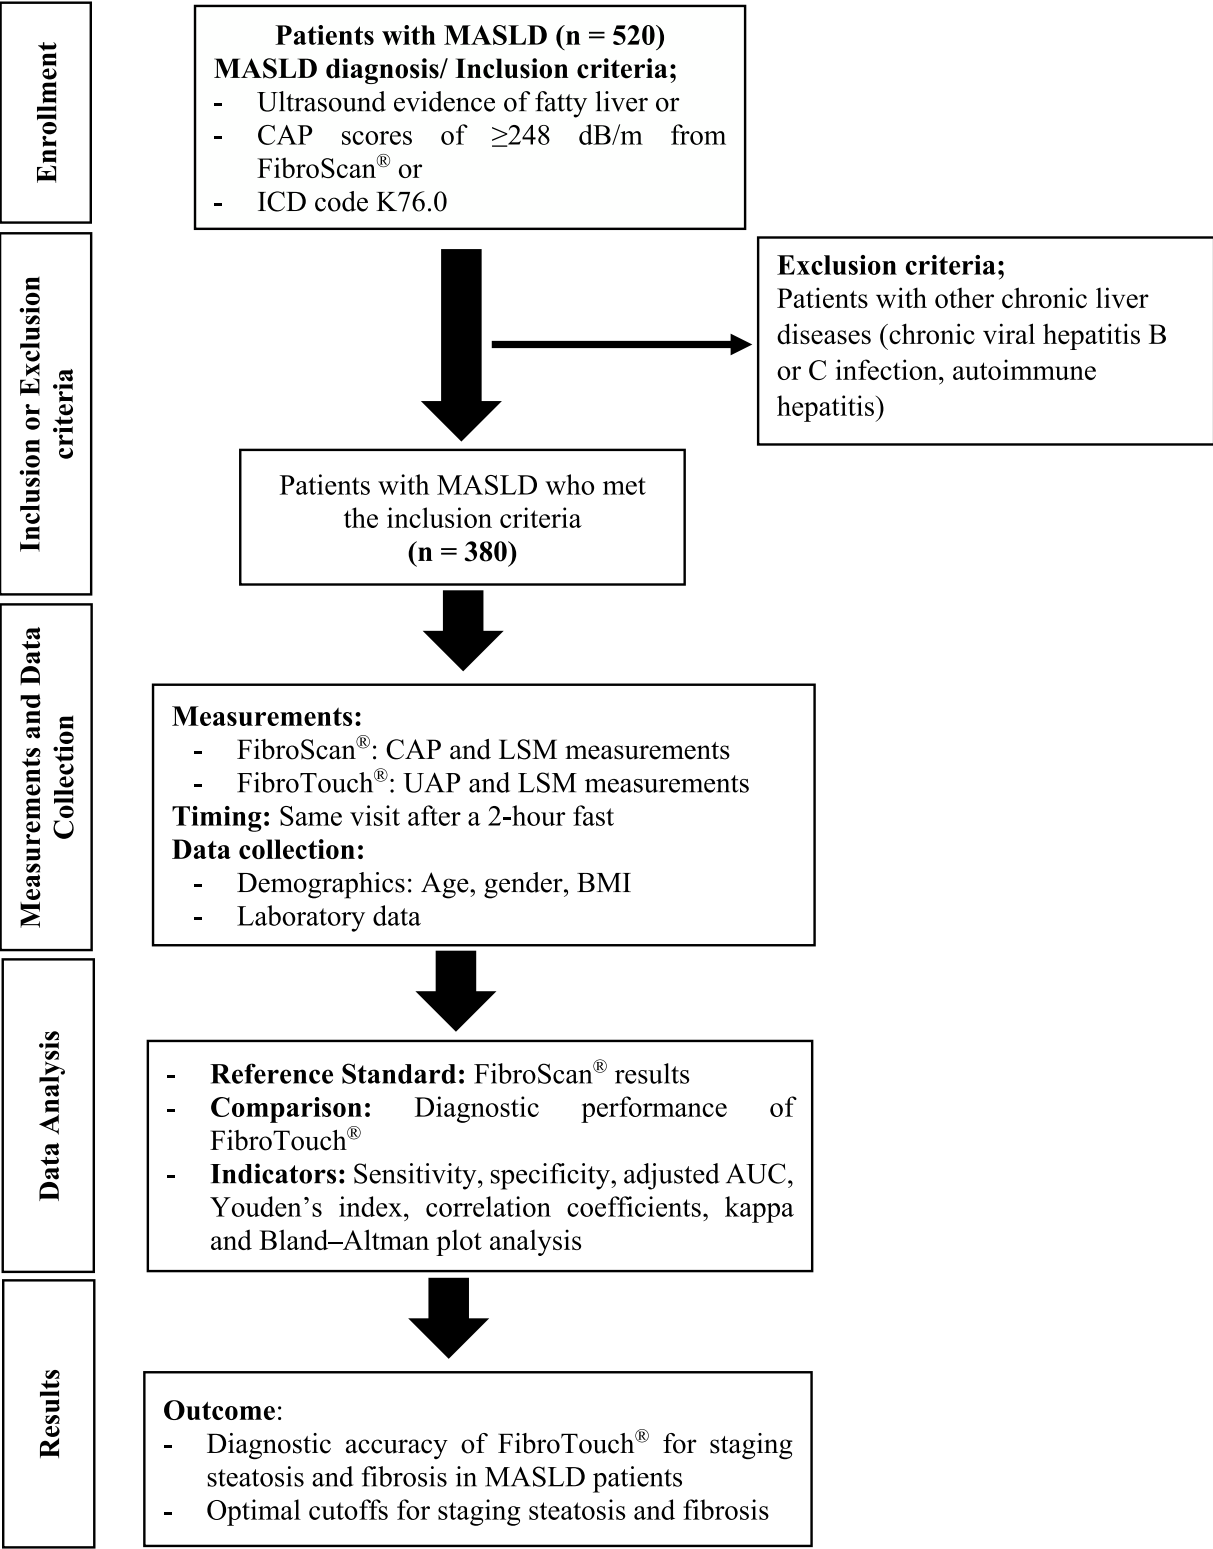 Enrollment
Patients with MASLD (n = 520)
MASLD diagnosis/ Inclusion criteria;
- Ultrasound evidence of fatty liver or
- CAP scores of ≥248 dB/m from
FibroScan® or
- ICD code K76.0
Inclusion or Exclusion
criteria
Exclusion criteria;
Patients with other chronic liver
diseases (chronic viral hepatitis B
or C infection, autoimmune
hepatitis)
Patients with MASLD who met
the inclusion criteria
(n = 380)
Measurements and Data
Collection
Measurements:
- FibroScan®: CAP and LSM measurements
- FibroTouch®: UAP and LSM measurements
Timing: Same visit after a 2-hour fast
Data collection:
- Demographics: Age, gender, BMI
- Laboratory data
Data Analysis
- Reference Standard: FibroScan® results
- Comparison: Diagnostic performance of
FibroTouch®
- Indicators: Sensitivity, specificity, adjusted AUC,
Youden’s index, correlation coefficients, kappa
and Bland–Altman plot analysis
Results
Outcome:
- Diagnostic accuracy of FibroTouch® for staging
steatosis and fibrosis in MASLD patients
- Optimal cutoffs for staging steatosis and fibrosis